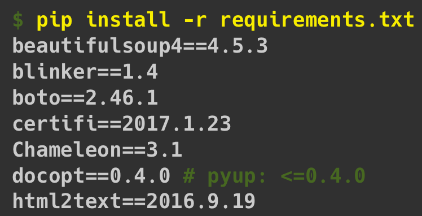 $ pip install -r requirements.txt
beautifulsoup4==4.5.3
blinker==1.4
boto==2.46.1
certifi==2017.1.23
Chameleon==3.1
docopt==0.4.0 # pyup: <=0.4.0
html2text==2016.9.19